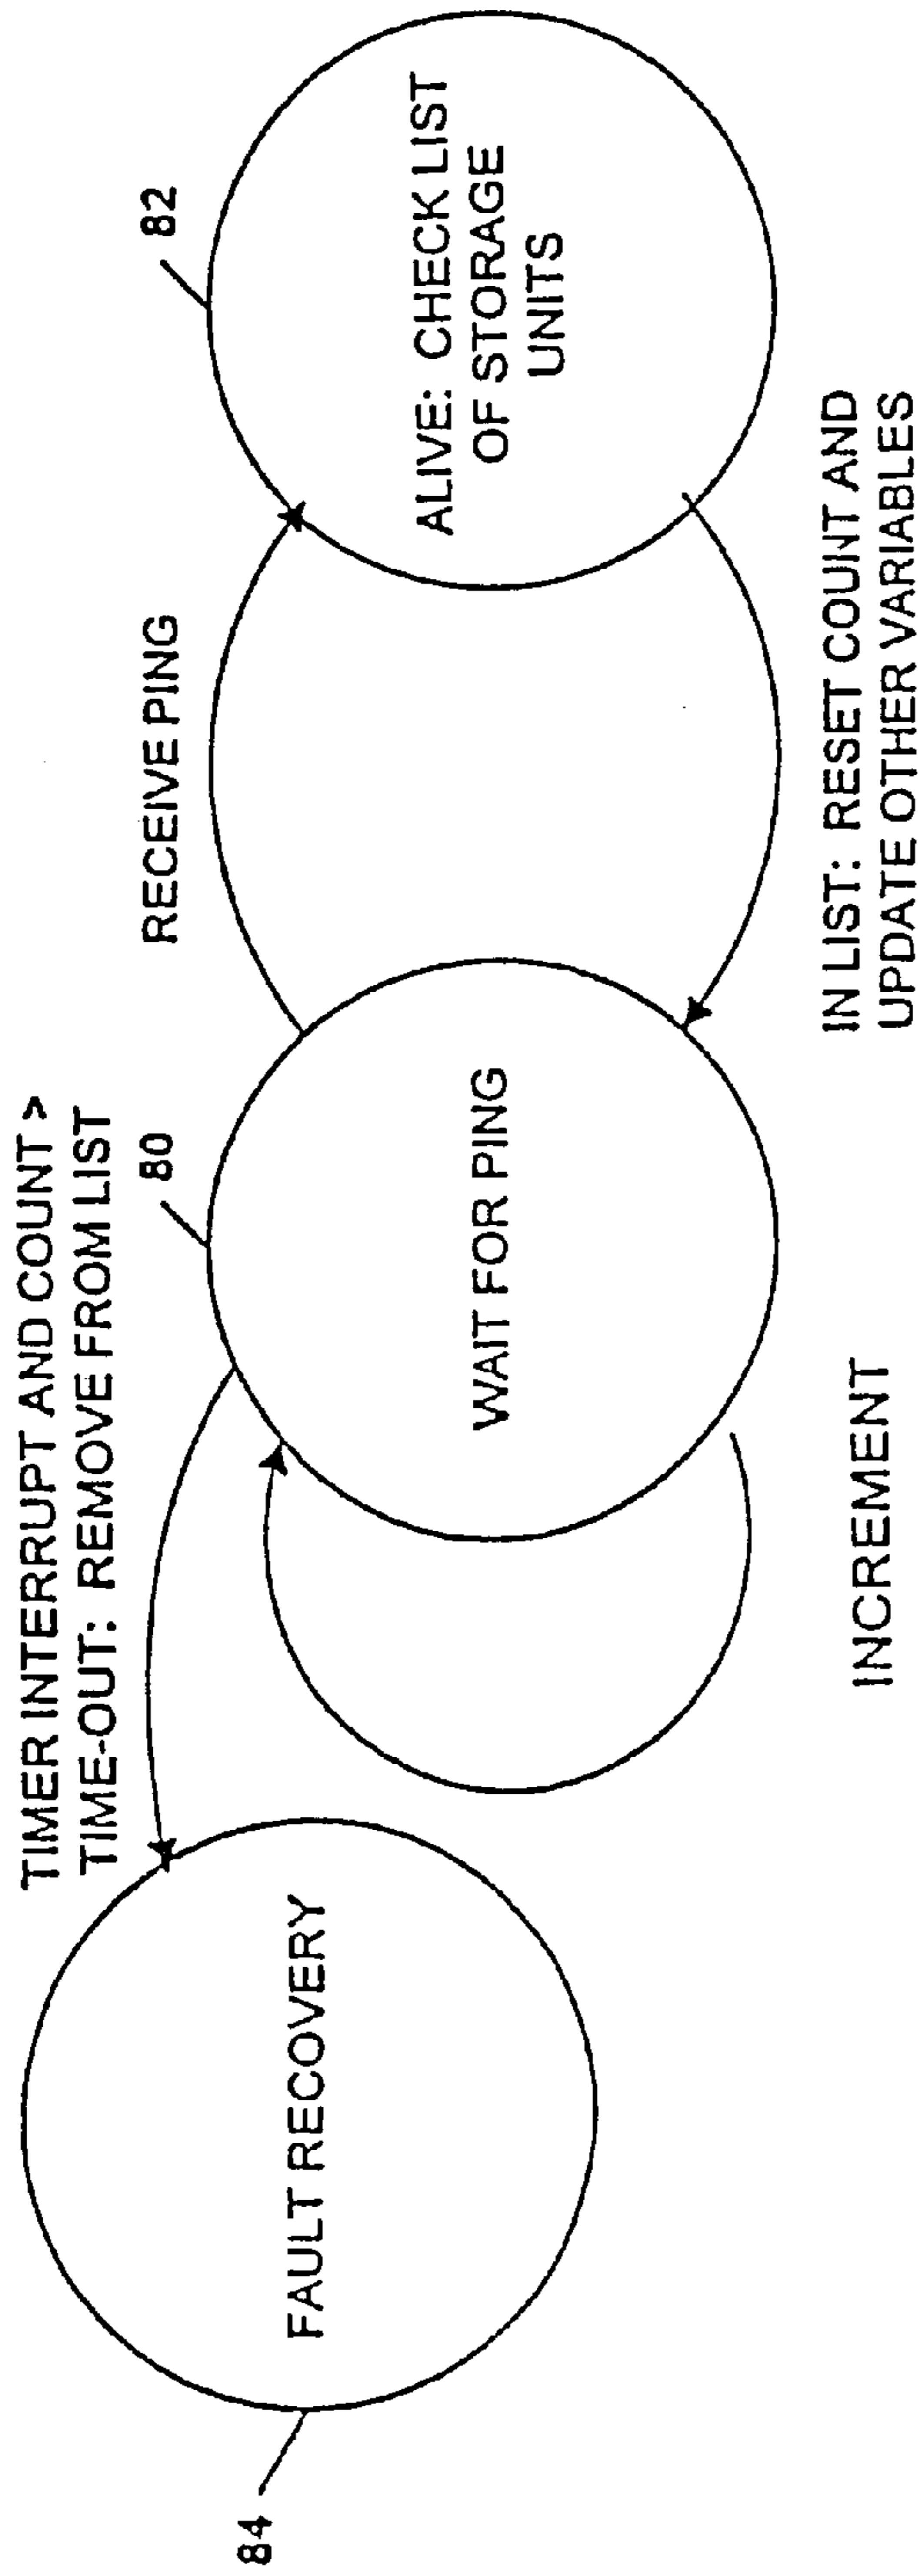 TIMER INTERRUPT AND COUNT >
TIME-OUT: REMOVE FROM LIST
84
FAULT RECOVERY
80
WAIT FOR PING
INCREMENT
RECEIVE PING
82
ALIVE: CHECK LIST
OF STORAGE
UNITS
IN LIST: RESET COUNT AND
UPDATE OTHER VARIABLES